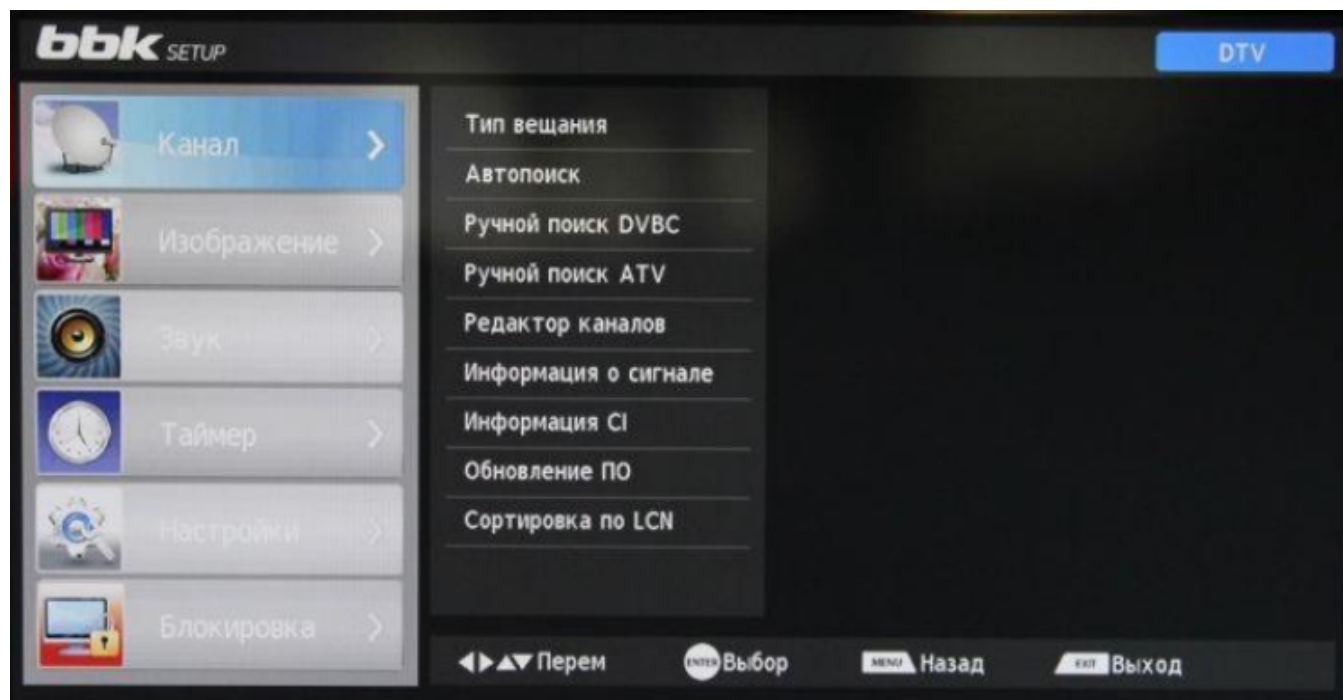 bbk SETUP
DTV
Канал
Изображение
Звук
Таймер
Настройки
Блокировка
Тип вещания
Автопоиск
Ручной поиск DVBC
Ручной поиск ATV
Редактор каналов
Информация о сигнале
Информация CI
Обновление ПО
Сортировка по LCN
Перем ENTER Выбор MENU Назад EXIT Выход